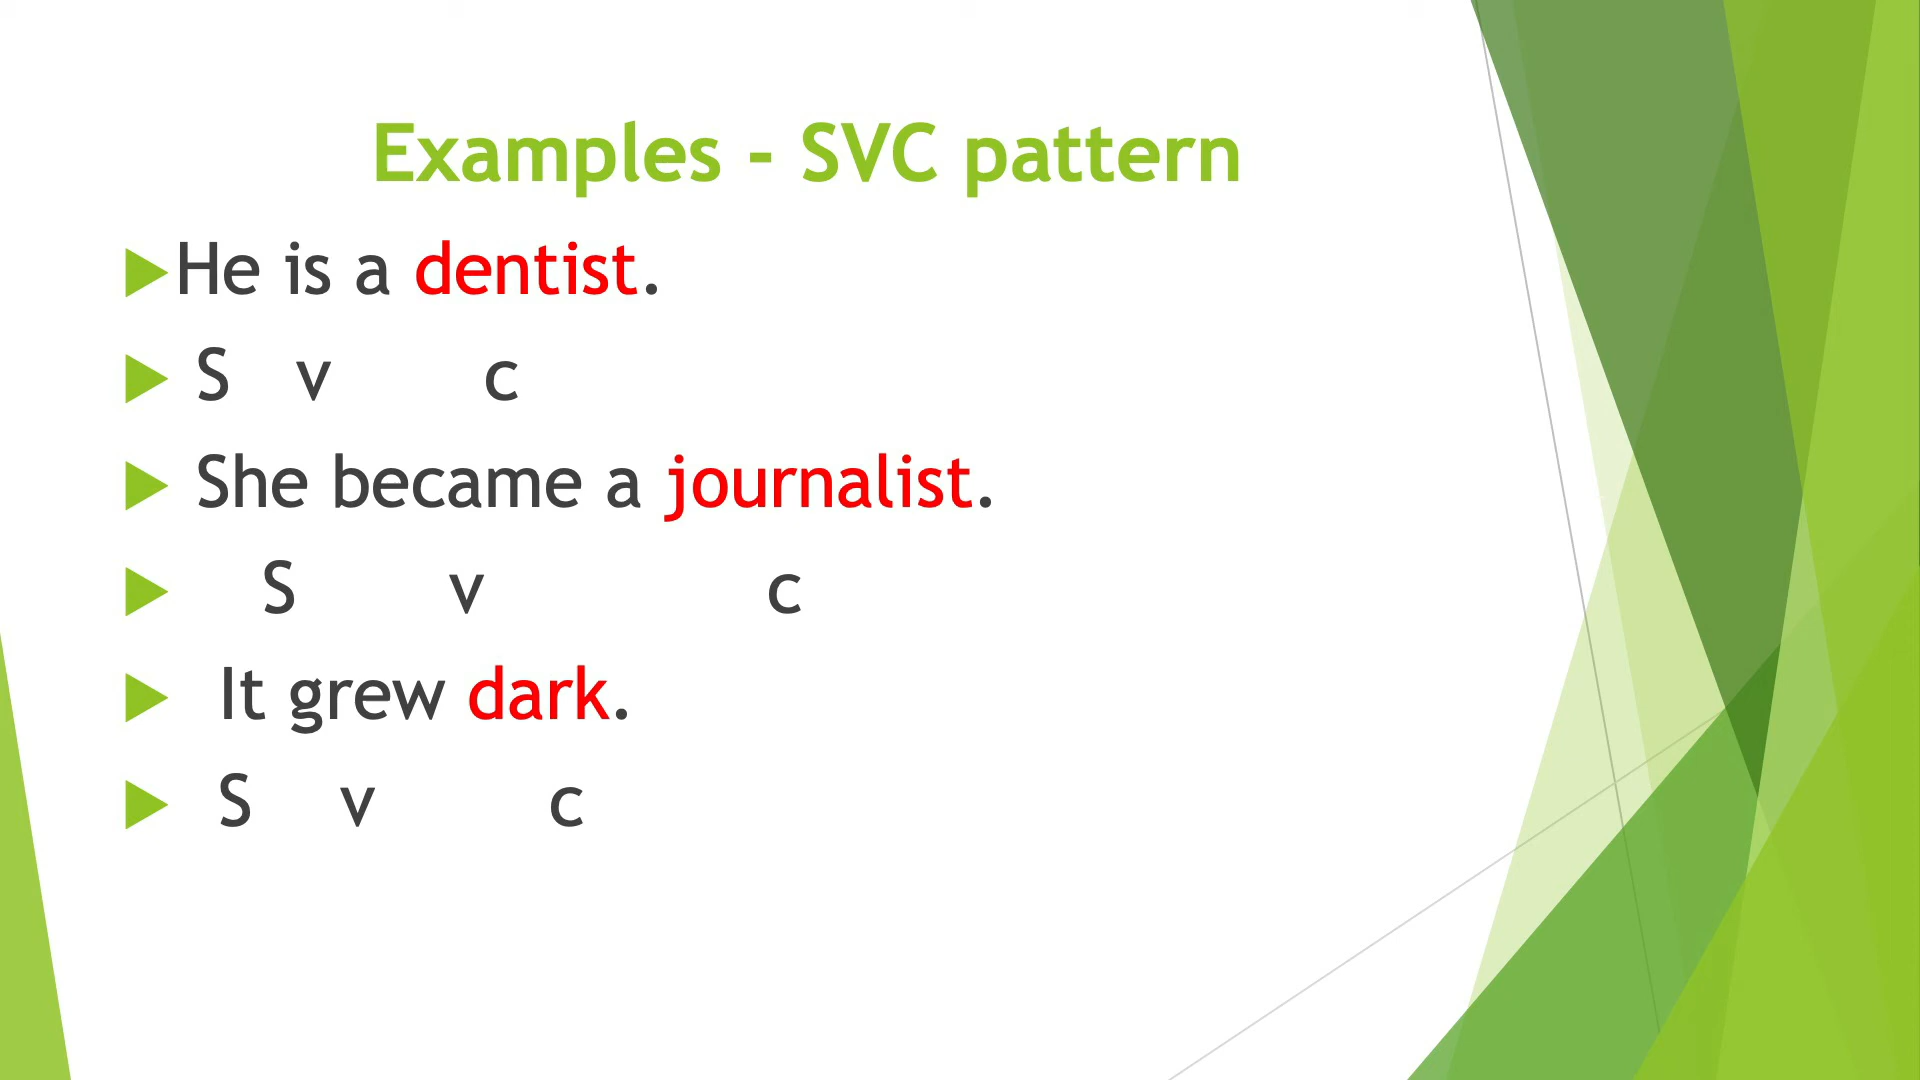 Examples - SVC pattern
He is a dentist.
S v c
She became a journalist.
S v c
It grew dark.
S v c